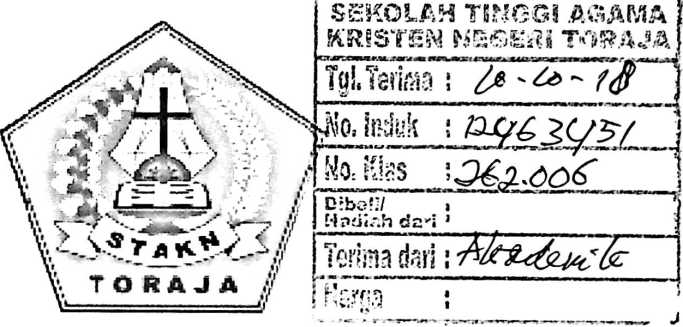 STAKN
TORAJA
SEKOLAH TINGGI AGAMA
KRISTEN NEGERI TORAJA
Tgl. Terima : 10-10-18
No. Induk :
No. Klas : 262.006
Dibeli/
Hadiah dari :
Terima dari : Akademik
Harga :